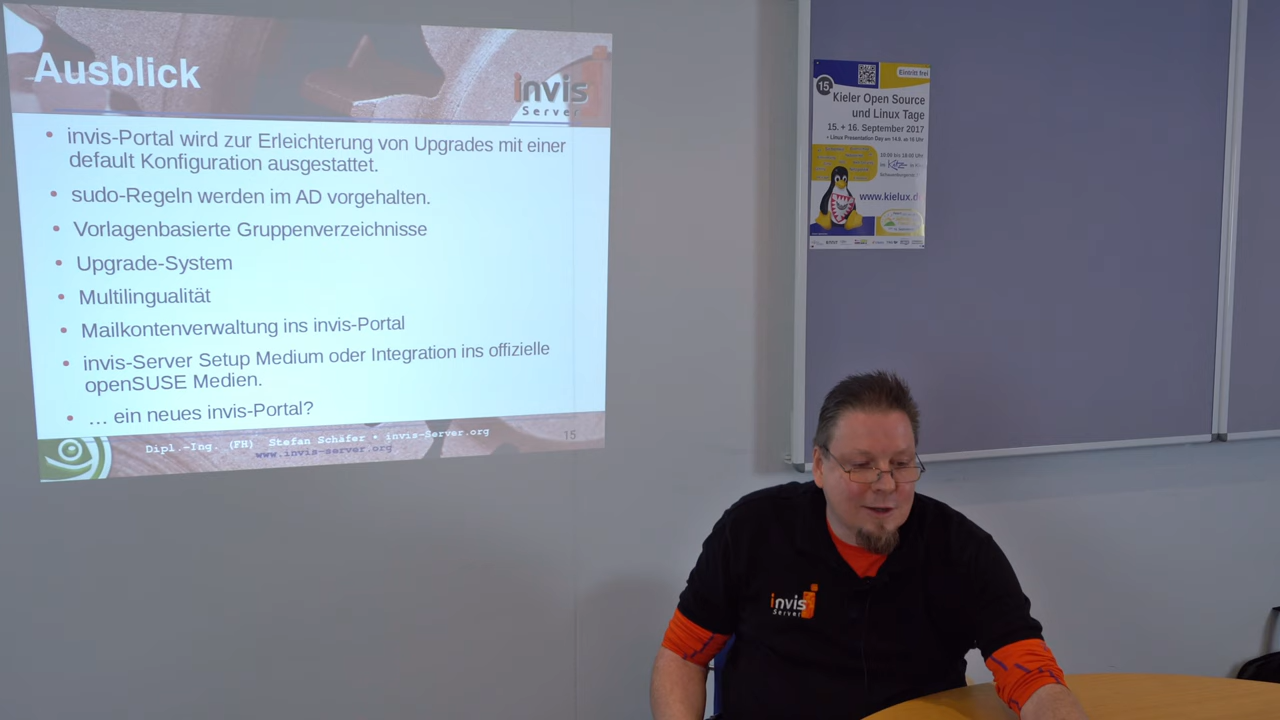 Ausblick
invis
Server
• invis-Portal wird zur Erleichterung von Upgrades mit einer
default Konfiguration ausgestattet.
• sudo-Regeln werden im AD vorgehalten.
• Vorlagenbasierte Gruppenverzeichnisse
• Upgrade-System
• Multilingualität
• Mailkontenverwaltung ins invis-Portal
• invis-Server Setup Medium oder Integration ins offizielle
openSUSE Medien.
• ... ein neues invis-Portal?
Dipl.-Ing. (FH) Stefan Schäfer • invis-Server.org
www.invis-server.org
15
Eintritt frei
15.
Kieler Open Source
und Linux Tage
15. + 16. September 2017
www.kielux.de
invis
Server